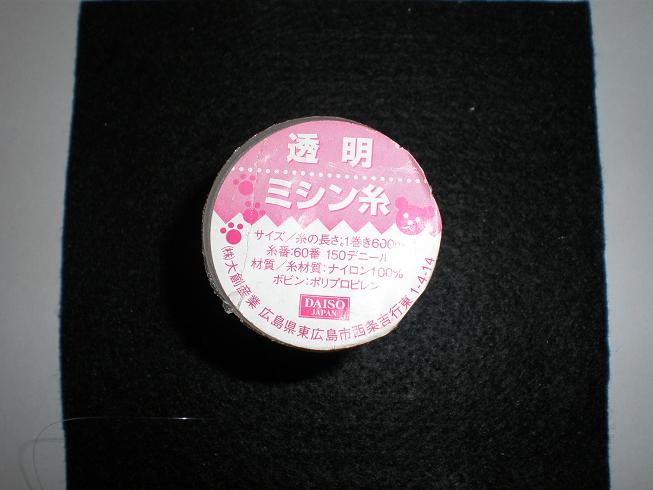 透明
ミシン糸
サイズ/糸の長さ:1巻き600m
糸番:60番 150デニール
材質/糸材質:ナイロン100%
ボビン:ポリプロピレン
DAISO
JAPAN
(株)大創産業 広島県東広島市西条吉行東1-4-14